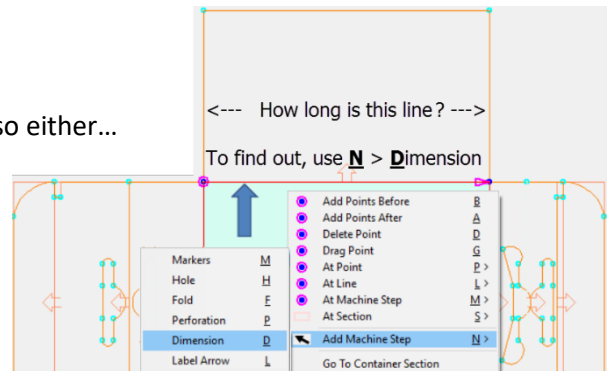 <--- How long is this line? --->
so either…
To find out, use N > Dimension
Add Points Before B
Add Points After A
Delete Point D
Drag Point G
At Point P >
At Line L >
At Machine Step M >
At Section S >
Add Machine Step N >
Go To Container Section
Markers M
Hole H
Fold F
Perforation P
Dimension D
Label Arrow L